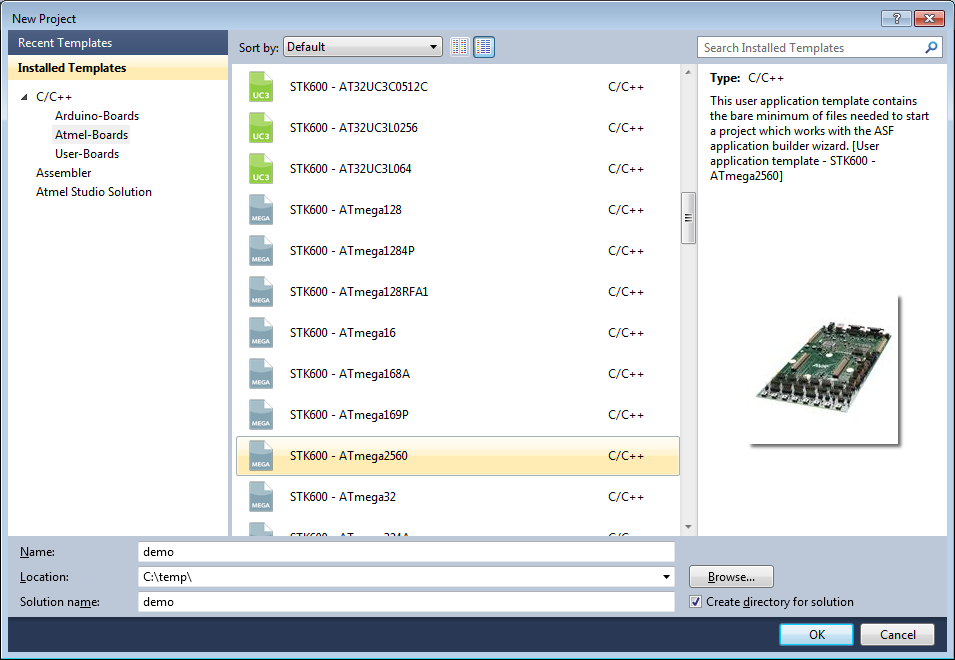 New Project
Recent Templates
Installed Templates
C/C++
Arduino-Boards
Atmel-Boards
User-Boards
Assembler
Atmel Studio Solution
Sort by: Default
Search Installed Templates
UC3 STK600 - AT32UC3C0512C C/C++
UC3 STK600 - AT32UC3L0256 C/C++
UC3 STK600 - AT32UC3L064 C/C++
MEGA STK600 - ATmega128 C/C++
MEGA STK600 - ATmega1284P C/C++
MEGA STK600 - ATmega128RFA1 C/C++
MEGA STK600 - ATmega16 C/C++
MEGA STK600 - ATmega168A C/C++
MEGA STK600 - ATmega169P C/C++
MEGA STK600 - ATmega2560 C/C++
MEGA STK600 - ATmega32 C/C++
Type: C/C++
This user application template contains
the bare minimum of files needed to start
a project which works with the ASF
application builder wizard. [User
application template - STK600 -
ATmega2560]
Name: demo
Location: C:\temp\ Browse...
Solution name: demo
Create directory for solution
OK Cancel